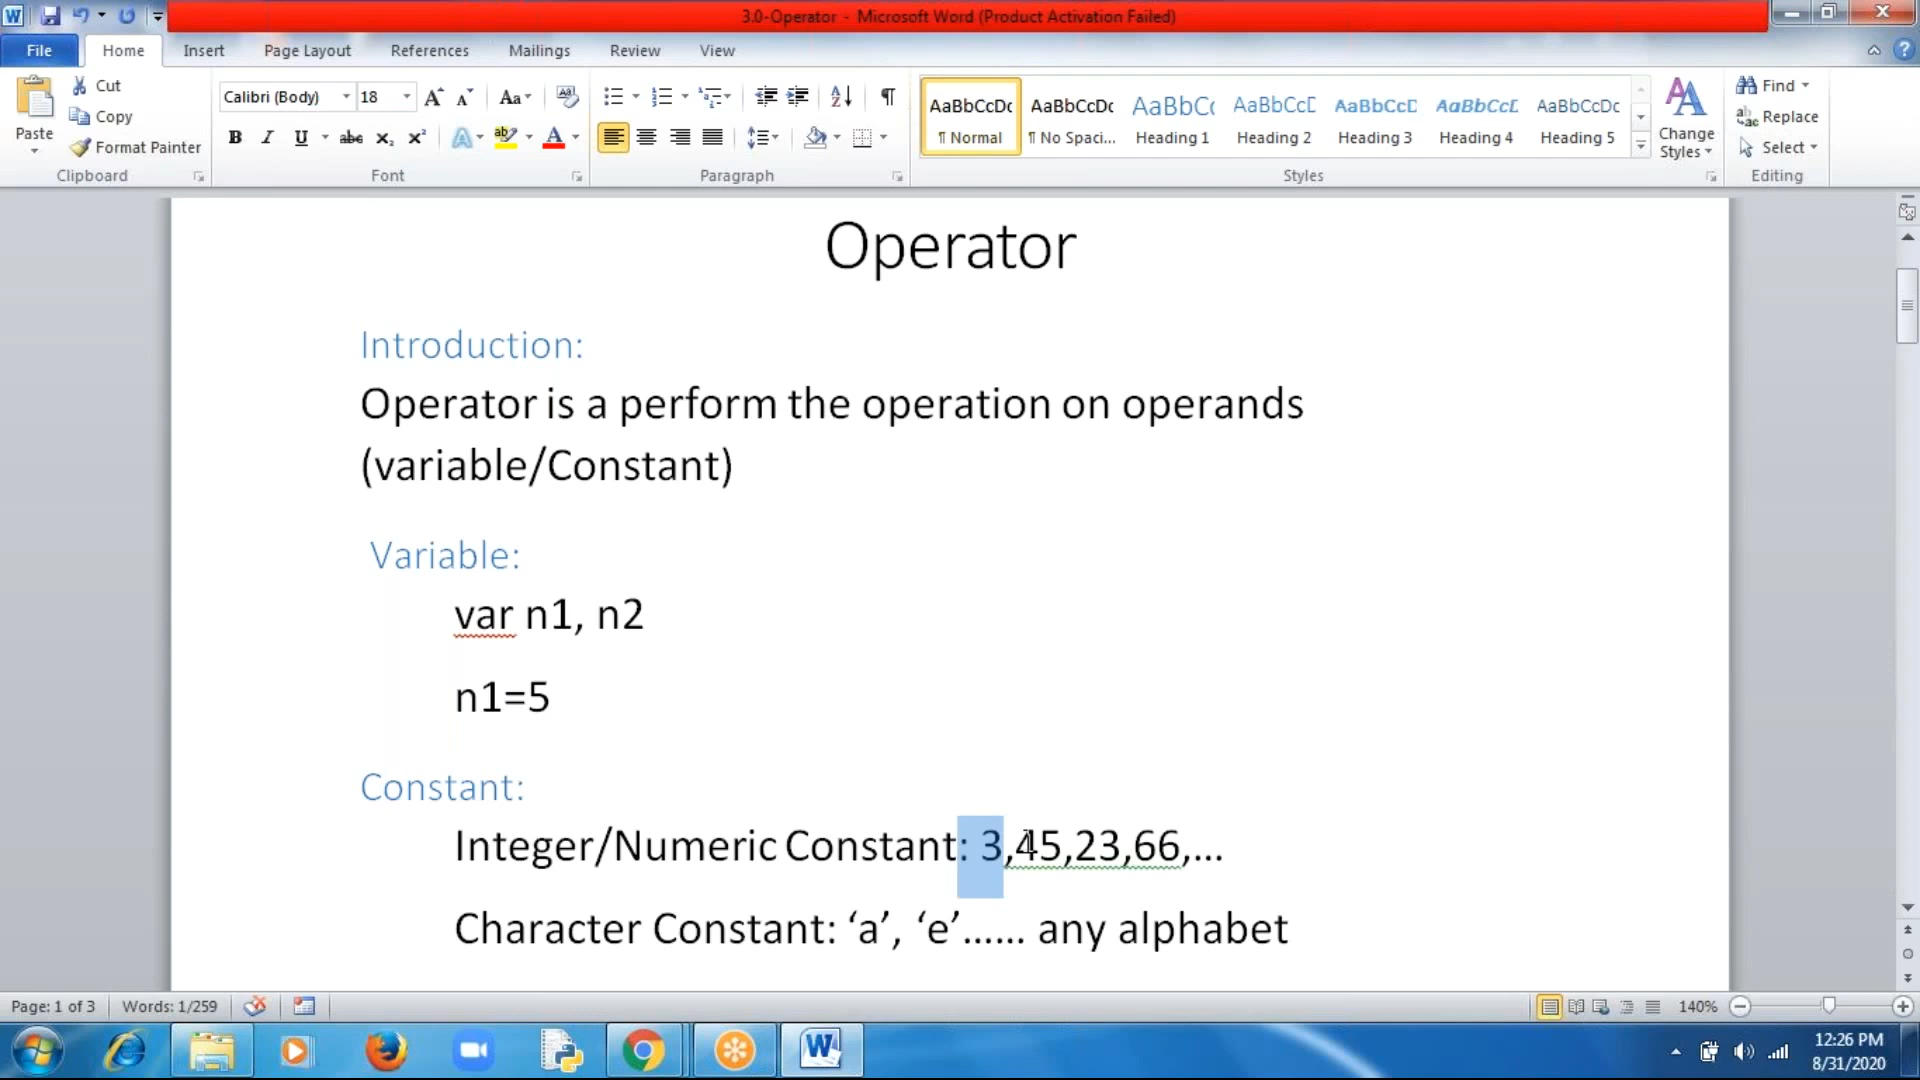 3.0-Operator - Microsoft Word (Product Activation Failed)
File Home Insert Page Layout References Mailings Review View
Cut
Copy
Format Painter
Paste
Clipboard
Calibri (Body) 18
Font
Paragraph
AaBbCcDc AaBbCcDc AaBbC( AaBbCcD AaBbCcD AaBbCcD AaBbCcDc
¶ Normal ¶ No Spaci... Heading 1 Heading 2 Heading 3 Heading 4 Heading 5
Styles
Change Styles
Find
Replace
Select
Editing
Operator
Introduction:
Operator is a perform the operation on operands
(variable/Constant)
Variable:
var n1, n2
n1=5
Constant:
Integer/Numeric Constant: 3,45,23,66,...
Character Constant: ‘a’, ‘e’…… any alphabet
Page: 1 of 3 Words: 1/259 140%
12:26 PM
8/31/2020